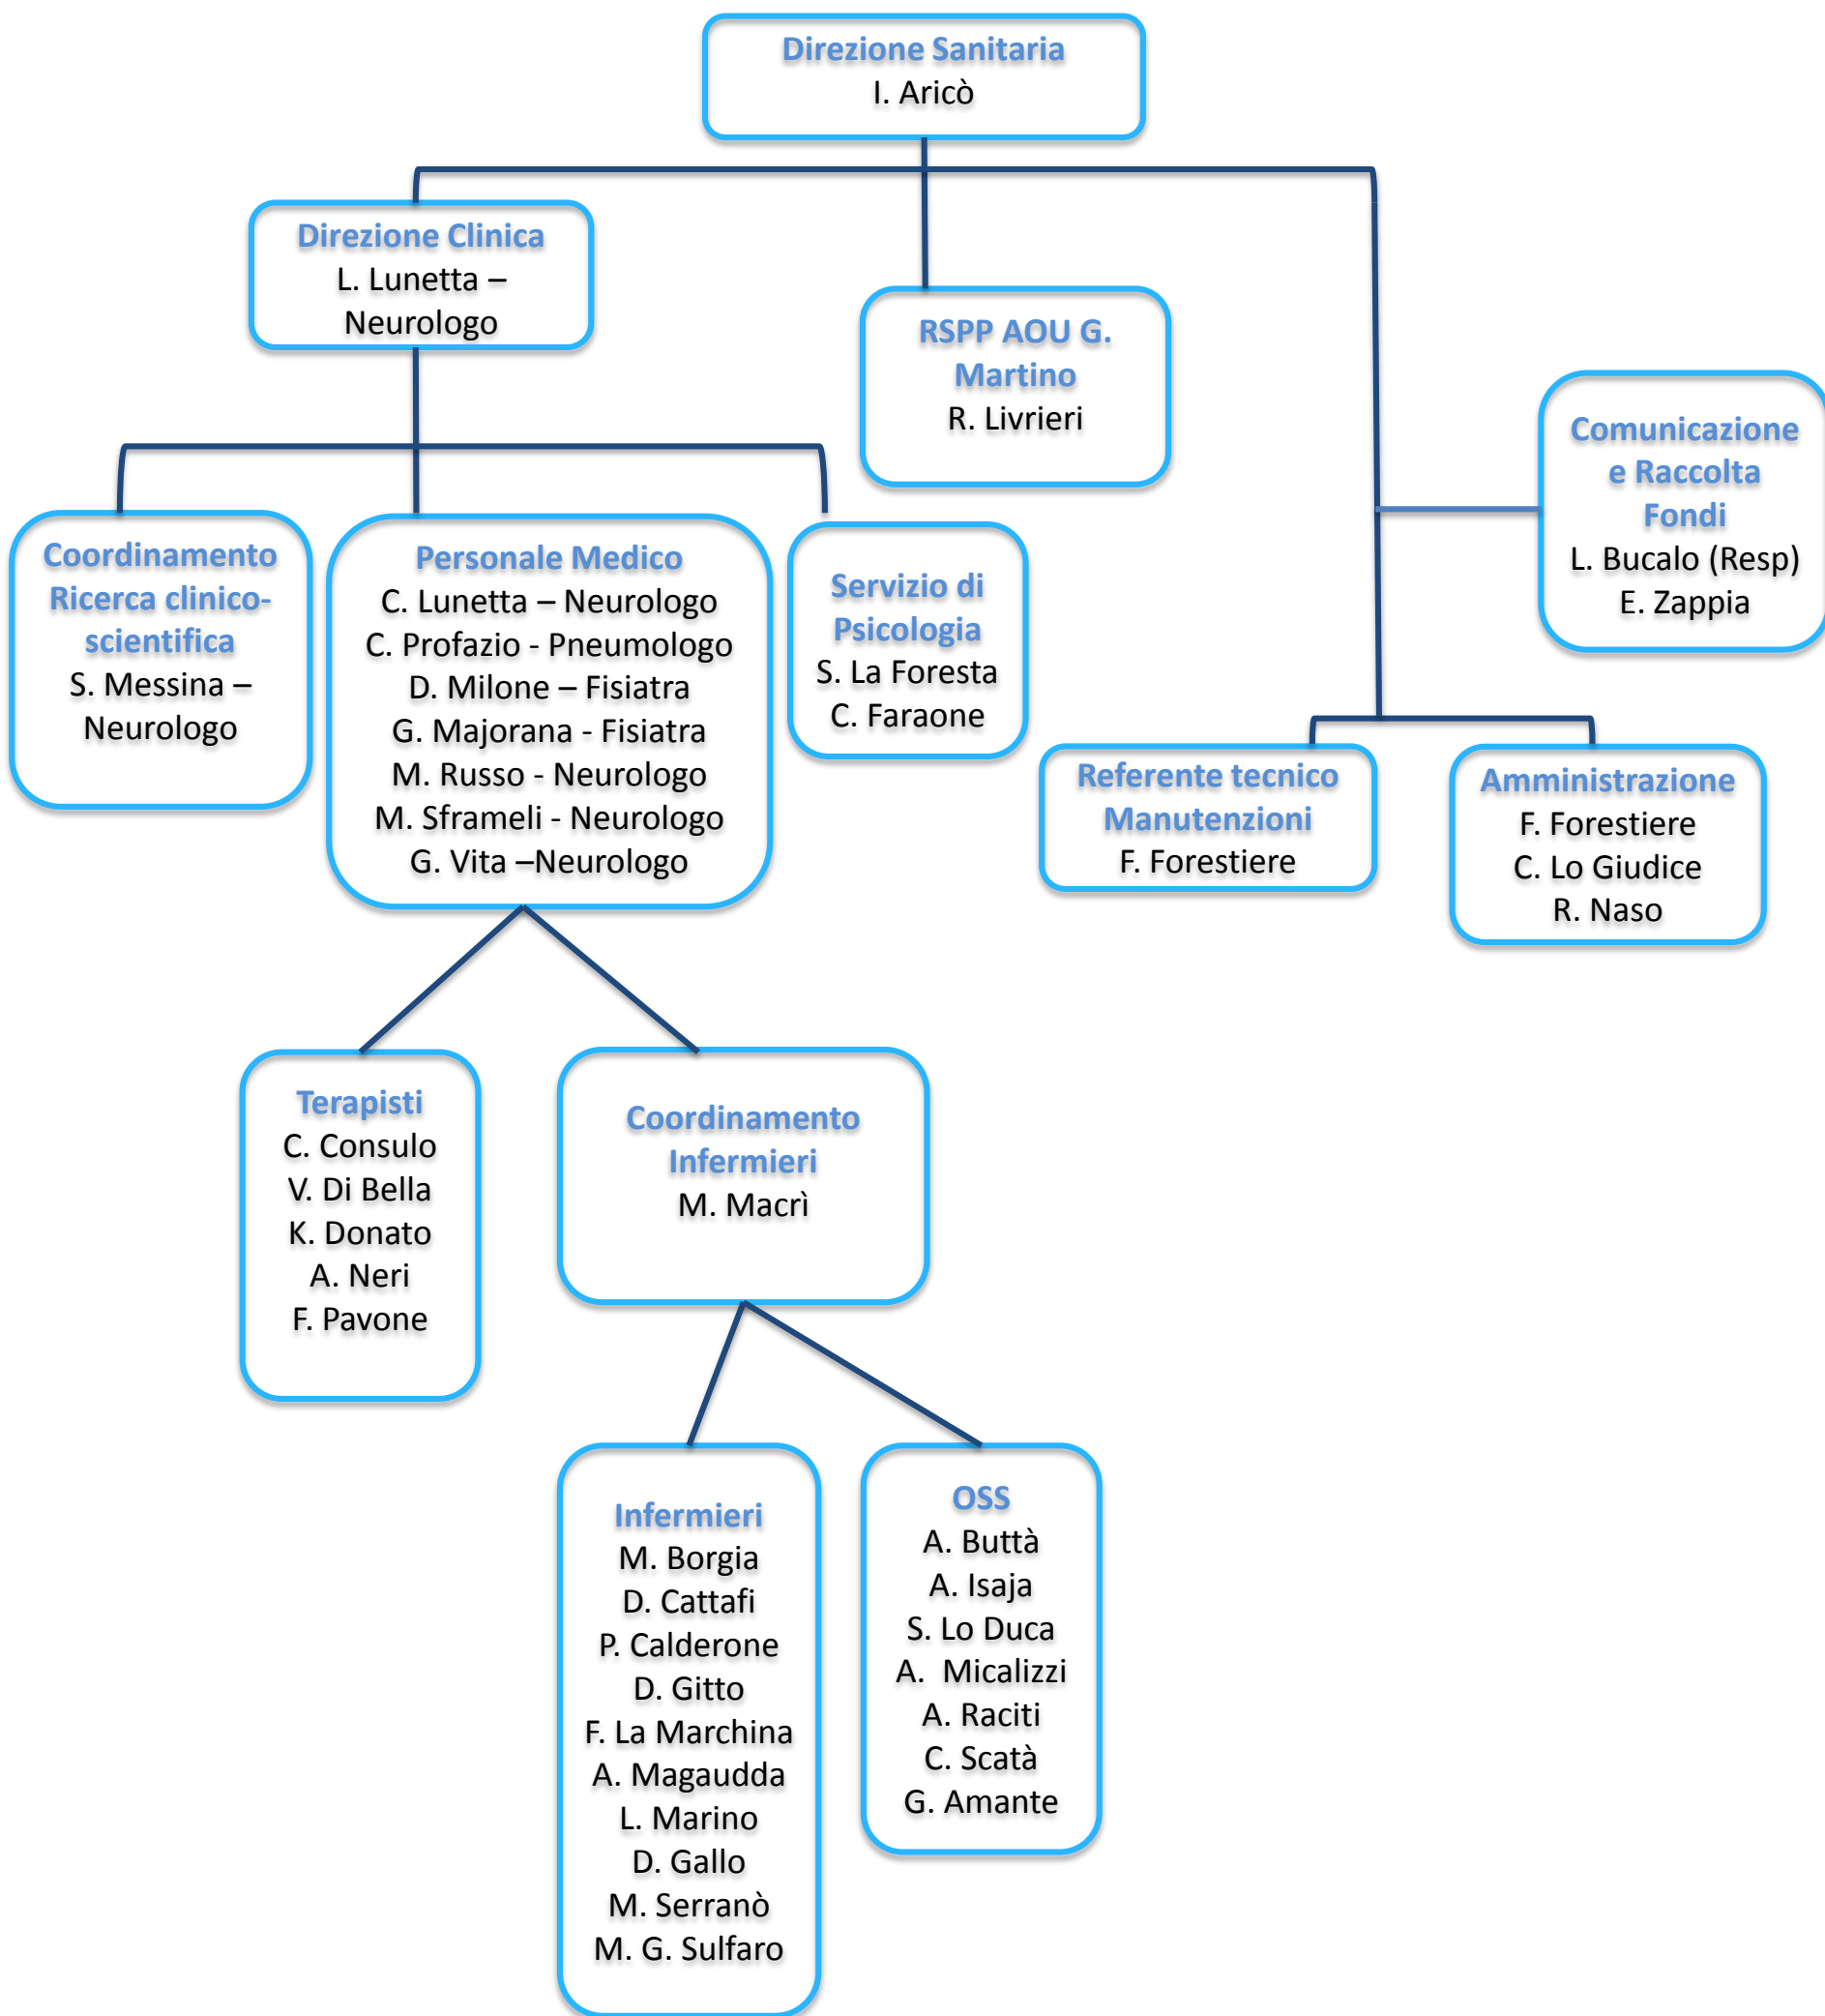 Direzione Sanitaria
I. Aricò
Direzione Clinica
L. Lunetta –
Neurologo
RSPP AOU G.
Martino
R. Livrieri
Comunicazione
e Raccolta
Fondi
L. Bucalo (Resp)
E. Zappia
Coordinamento
Ricerca clinico-
scientifica
S. Messina –
Neurologo
Personale Medico
C. Lunetta – Neurologo
C. Profazio - Pneumologo
D. Milone – Fisiatra
G. Majorana - Fisiatra
M. Russo - Neurologo
M. Sframeli - Neurologo
G. Vita –Neurologo
Servizio di
Psicologia
S. La Foresta
C. Faraone
Referente tecnico
Manutenzioni
F. Forestiere
Amministrazione
F. Forestiere
C. Lo Giudice
R. Naso
Terapisti
C. Consulo
V. Di Bella
K. Donato
A. Neri
F. Pavone
Coordinamento
Infermieri
M. Macrì
Infermieri
M. Borgia
D. Cattafi
P. Calderone
D. Gitto
F. La Marchina
A. Magaudda
L. Marino
D. Gallo
M. Serranò
M. G. Sulfaro
OSS
A. Buttà
A. Isaja
S. Lo Duca
A.  Micalizzi
A. Raciti
C. Scatà
G. Amante